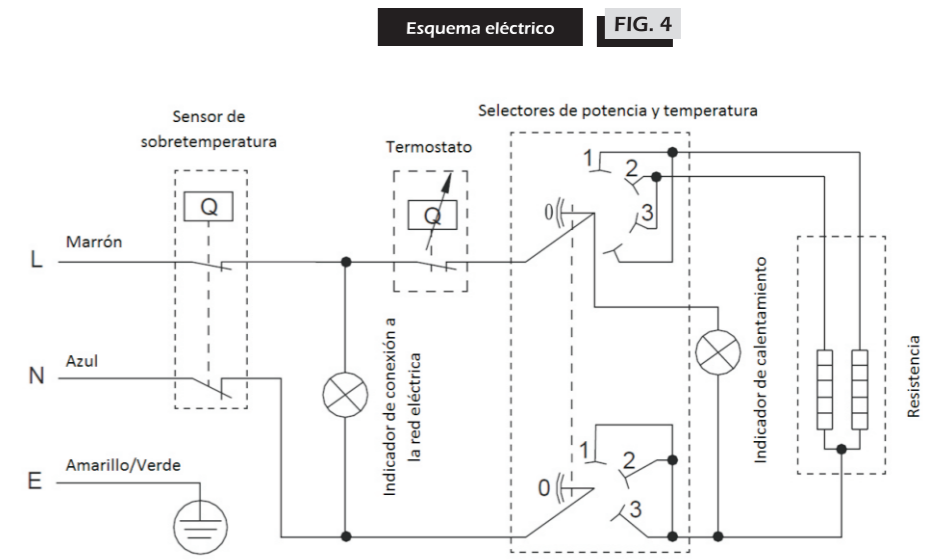 Esquema eléctrico
FIG. 4
Selectores de potencia y temperatura
Sensor de
sobretemperatura
Termostato
Q
Q
1
2
3
0
L
Marrón
N
Azul
E
Amarillo/Verde
Indicador de conexión a
la red eléctrica
Indicador de calentamiento
Resistencia
1
2
3
0